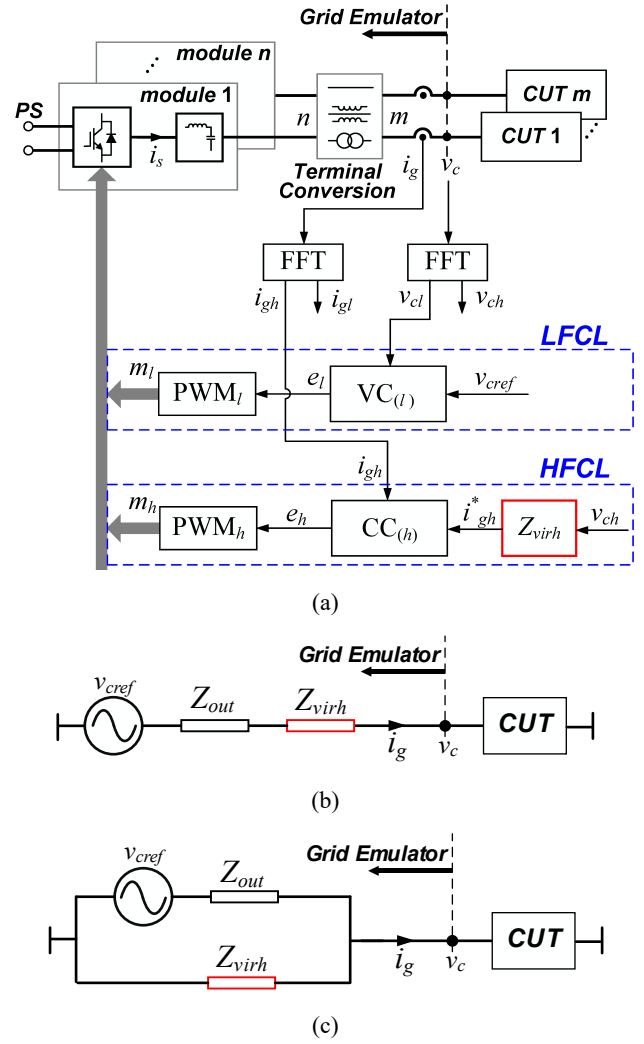 Grid Emulator
module n
module 1
PS
i_s
n
m
Terminal
Conversion
CUT m
CUT 1
i_g
v_c
FFT
FFT
i_gh
i_gl
v_cl
v_ch
LFCL
m_l
PWM_l
e_l
VC_(l)
v_cref
i_gh
HFCL
m_h
PWM_h
e_h
CC_(h)
i*_gh
Z_virh
v_ch
(a)
Grid Emulator
v_cref
Z_out
Z_virh
i_g
v_c
CUT
(b)
Grid Emulator
v_cref
Z_out
Z_virh
i_g
v_c
CUT
(c)